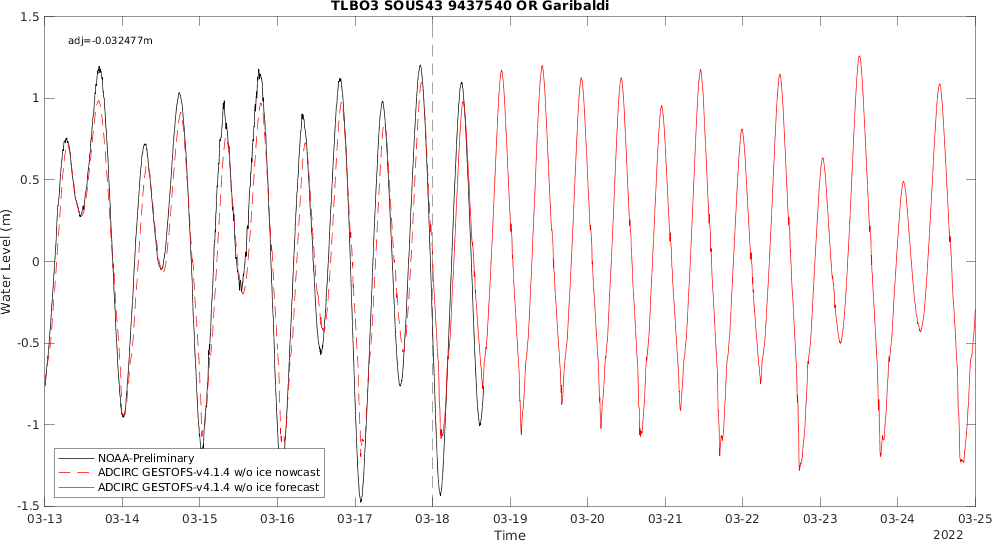 TLBO3 SOUS43 9437540 OR Garibaldi
adj=-0.032477m
1.5
1
0.5
0
-0.5
-1
-1.5
Water Level (m)
NOAA-Preliminary
ADCIRC GESTOFS-v4.1.4 w/o ice nowcast
ADCIRC GESTOFS-v4.1.4 w/o ice forecast
03-13 03-14 03-15 03-16 03-17 03-18 03-19 03-20 03-21 03-22 03-23 03-24 03-25
Time
2022